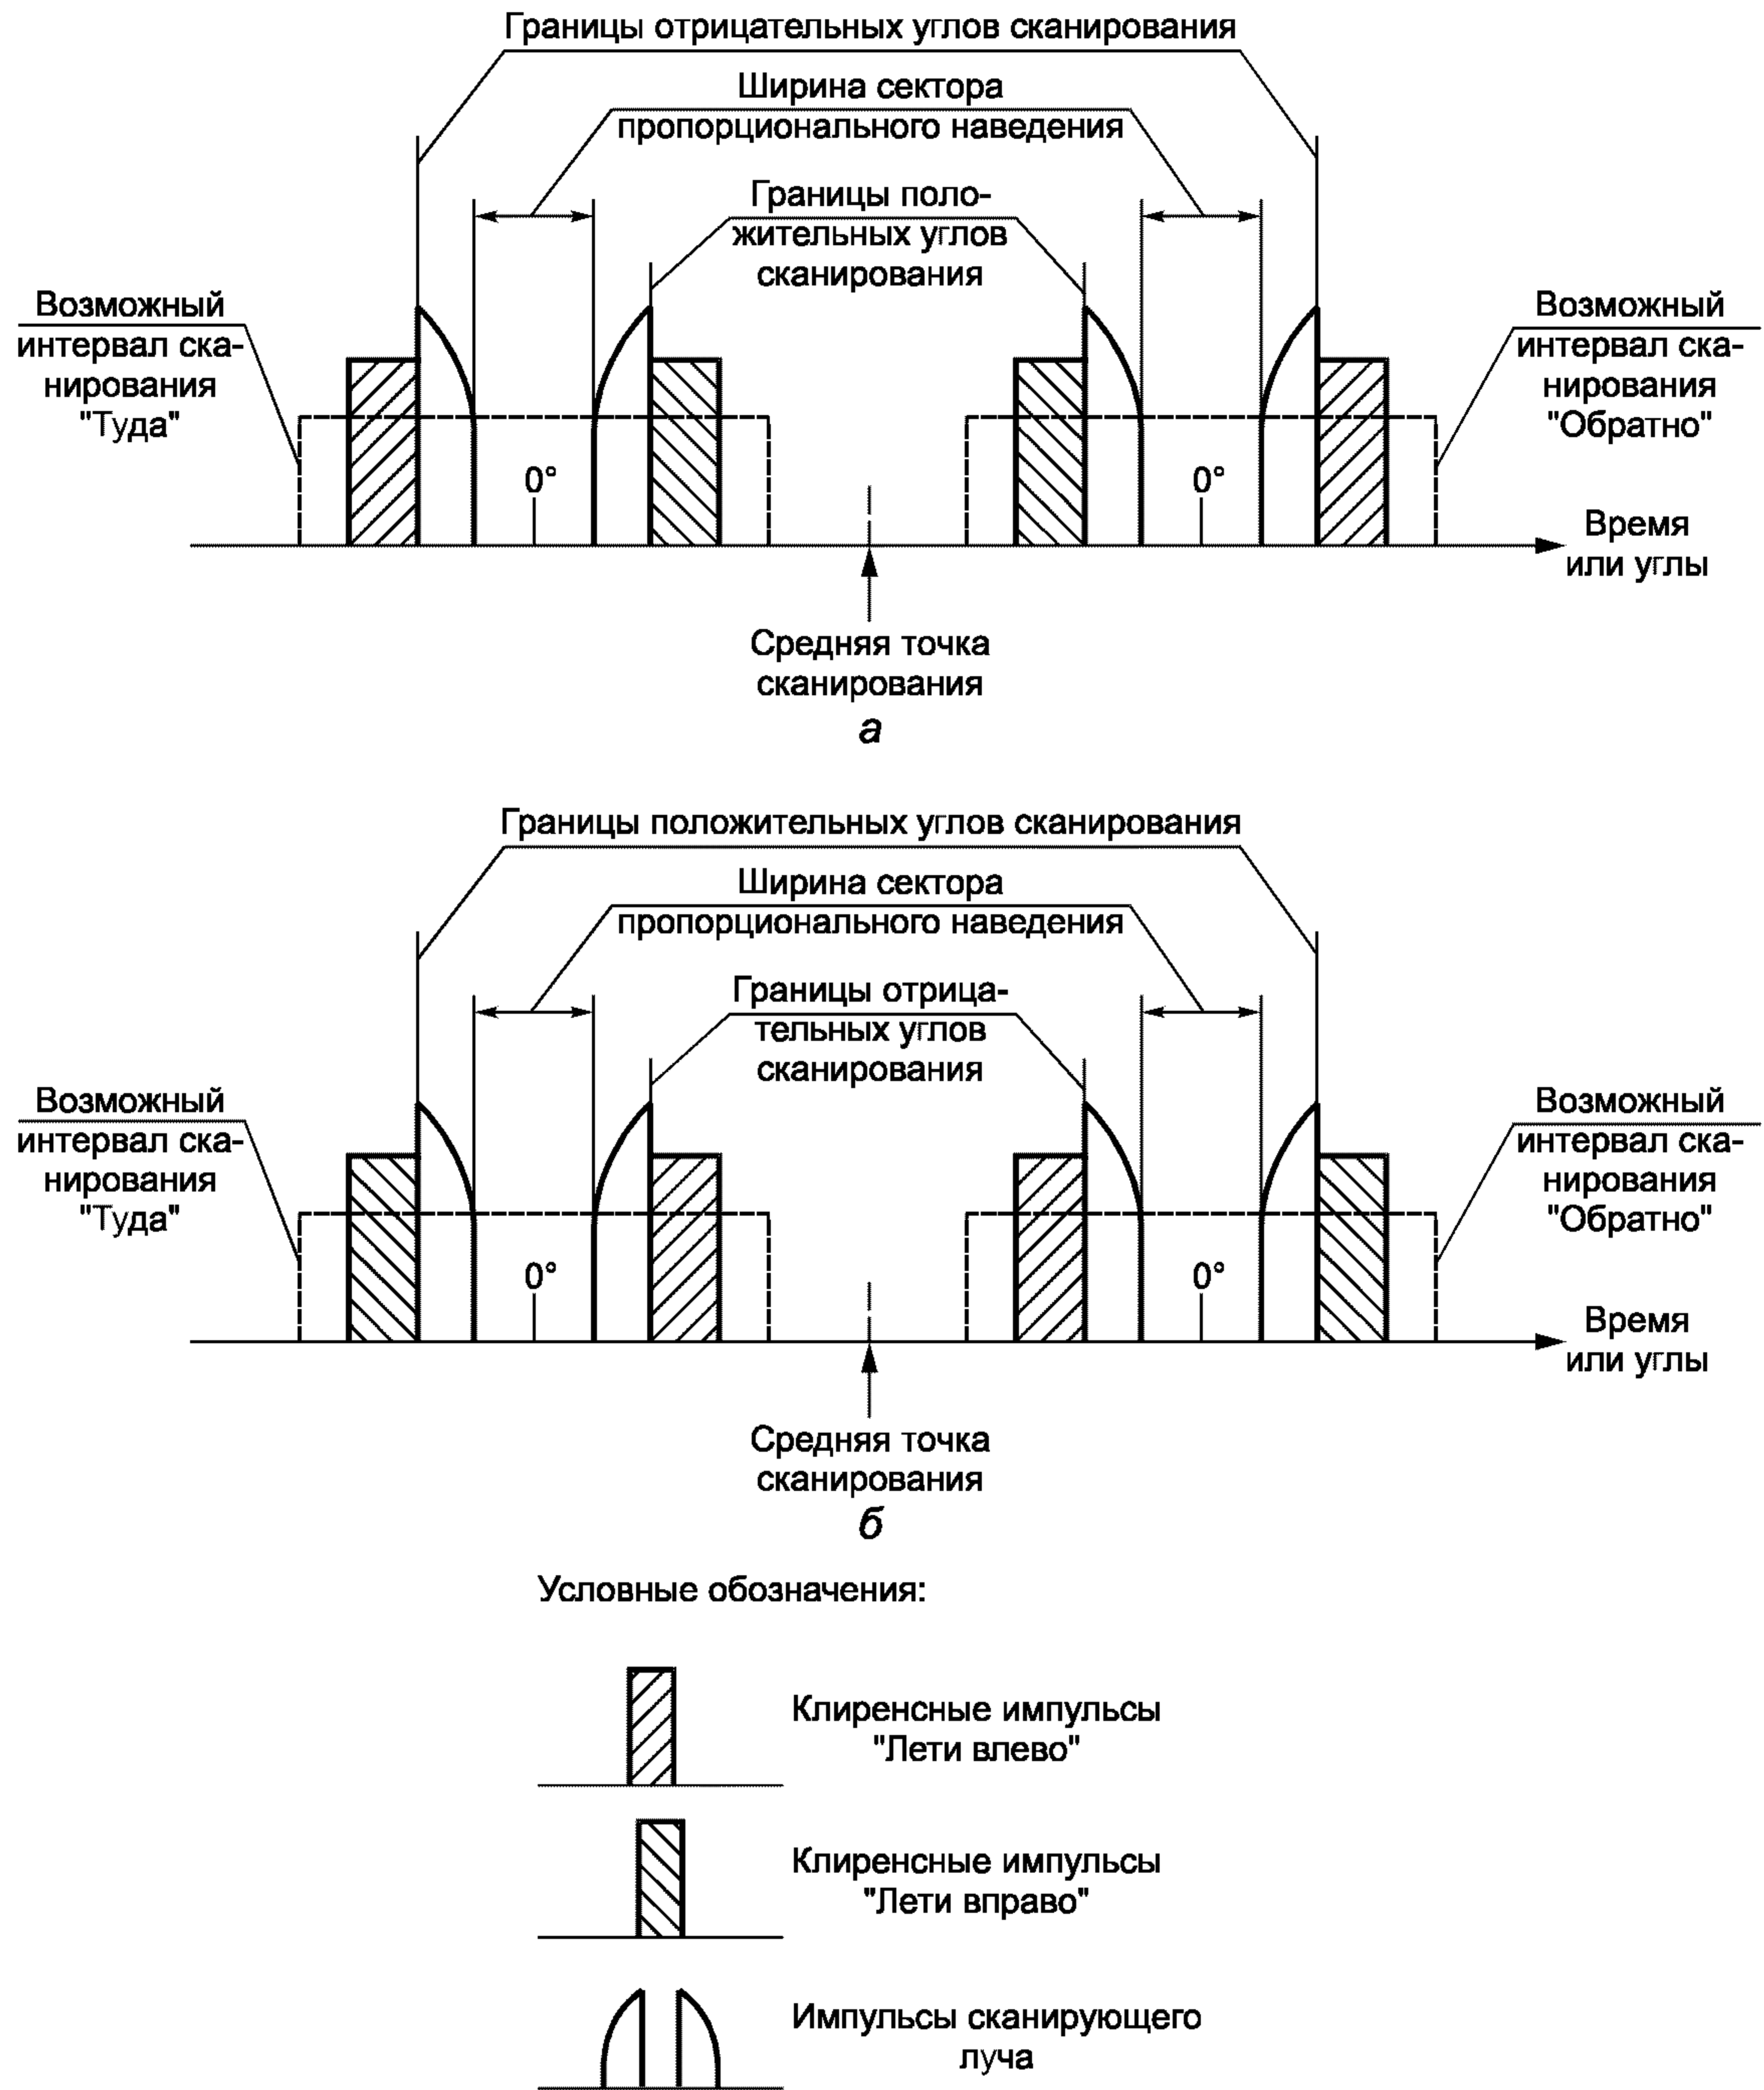 Границы отрицательных углов сканирования
Ширина сектора
пропорционального наведения
Границы поло-
жительных углов
сканирования
Возможный
интервал ска-
нирования
"Туда"
Возможный
интервал ска-
нирования
"Обратно"
0°
0°
Время
или углы
Средняя точка
сканирования
а
Границы положительных углов сканирования
Ширина сектора
пропорционального наведения
Границы отрица-
тельных углов
сканирования
Возможный
интервал ска-
нирования
"Туда"
Возможный
интервал ска-
нирования
"Обратно"
0°
0°
Время
или углы
Средняя точка
сканирования
б
Условные обозначения:
Клиренсные импульсы
"Лети влево"
Клиренсные импульсы
"Лети вправо"
Импульсы сканирующего
луча